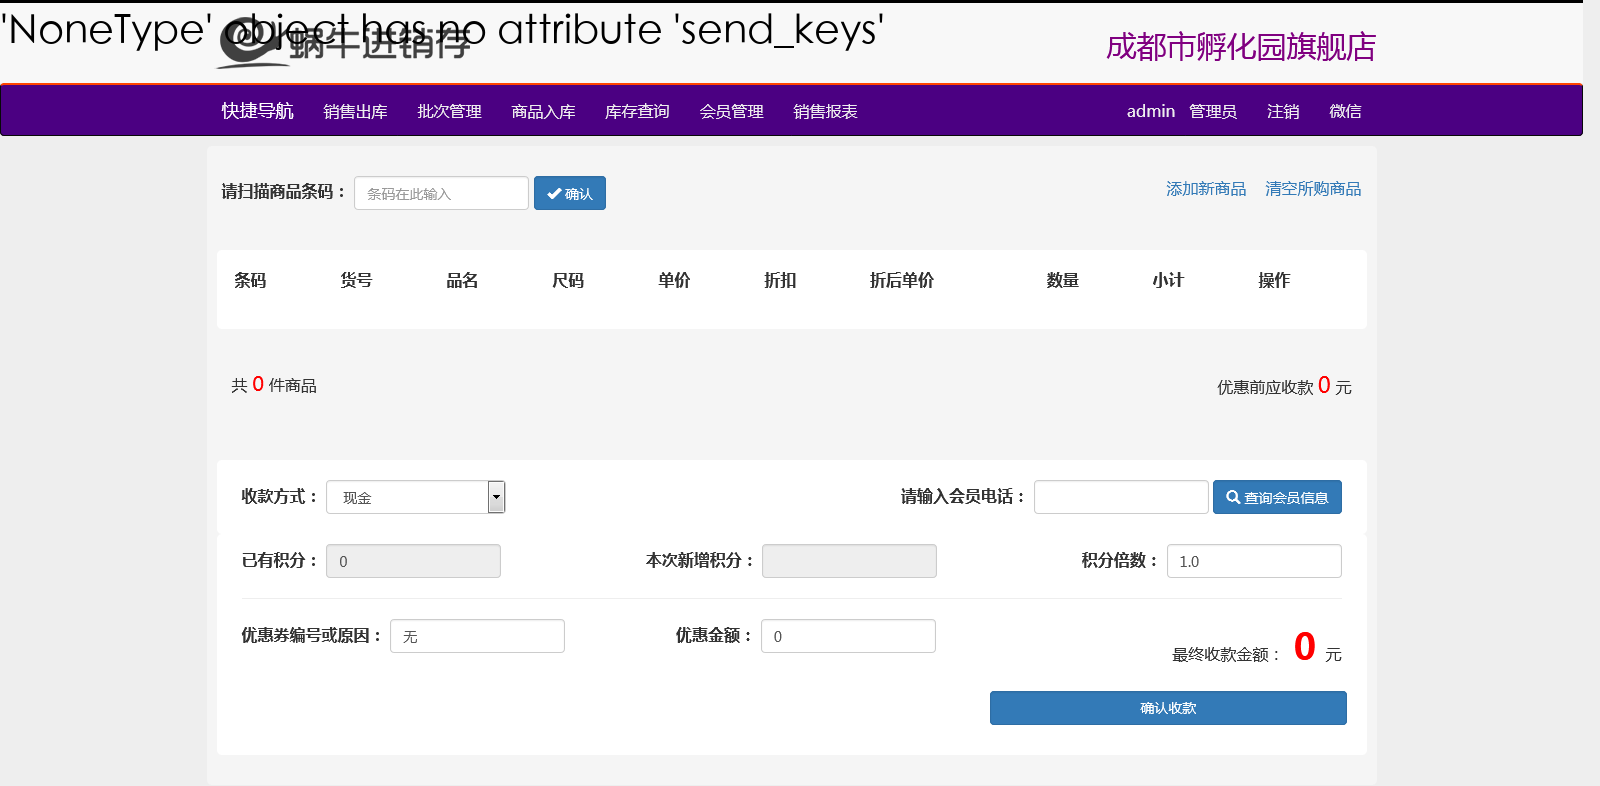 'NoneType' object has no attribute 'send_keys'
蜗牛进销存
成都市孵化园旗舰店
快捷导航 销售出库 批次管理 商品入库 库存查询 会员管理 销售报表 admin 管理员 注销 微信
请扫描商品条码： 条码在此输入 确认 添加新商品 清空所购商品
条码 货号 品名 尺码 单价 折扣 折后单价 数量 小计 操作
共 0 件商品 优惠前应收款 0 元
收款方式： 现金 请输入会员电话： 查询会员信息
已有积分： 0 本次新增积分： 积分倍数： 1.0
优惠券编号或原因： 无 优惠金额： 0
最终收款金额： 0 元
确认收款